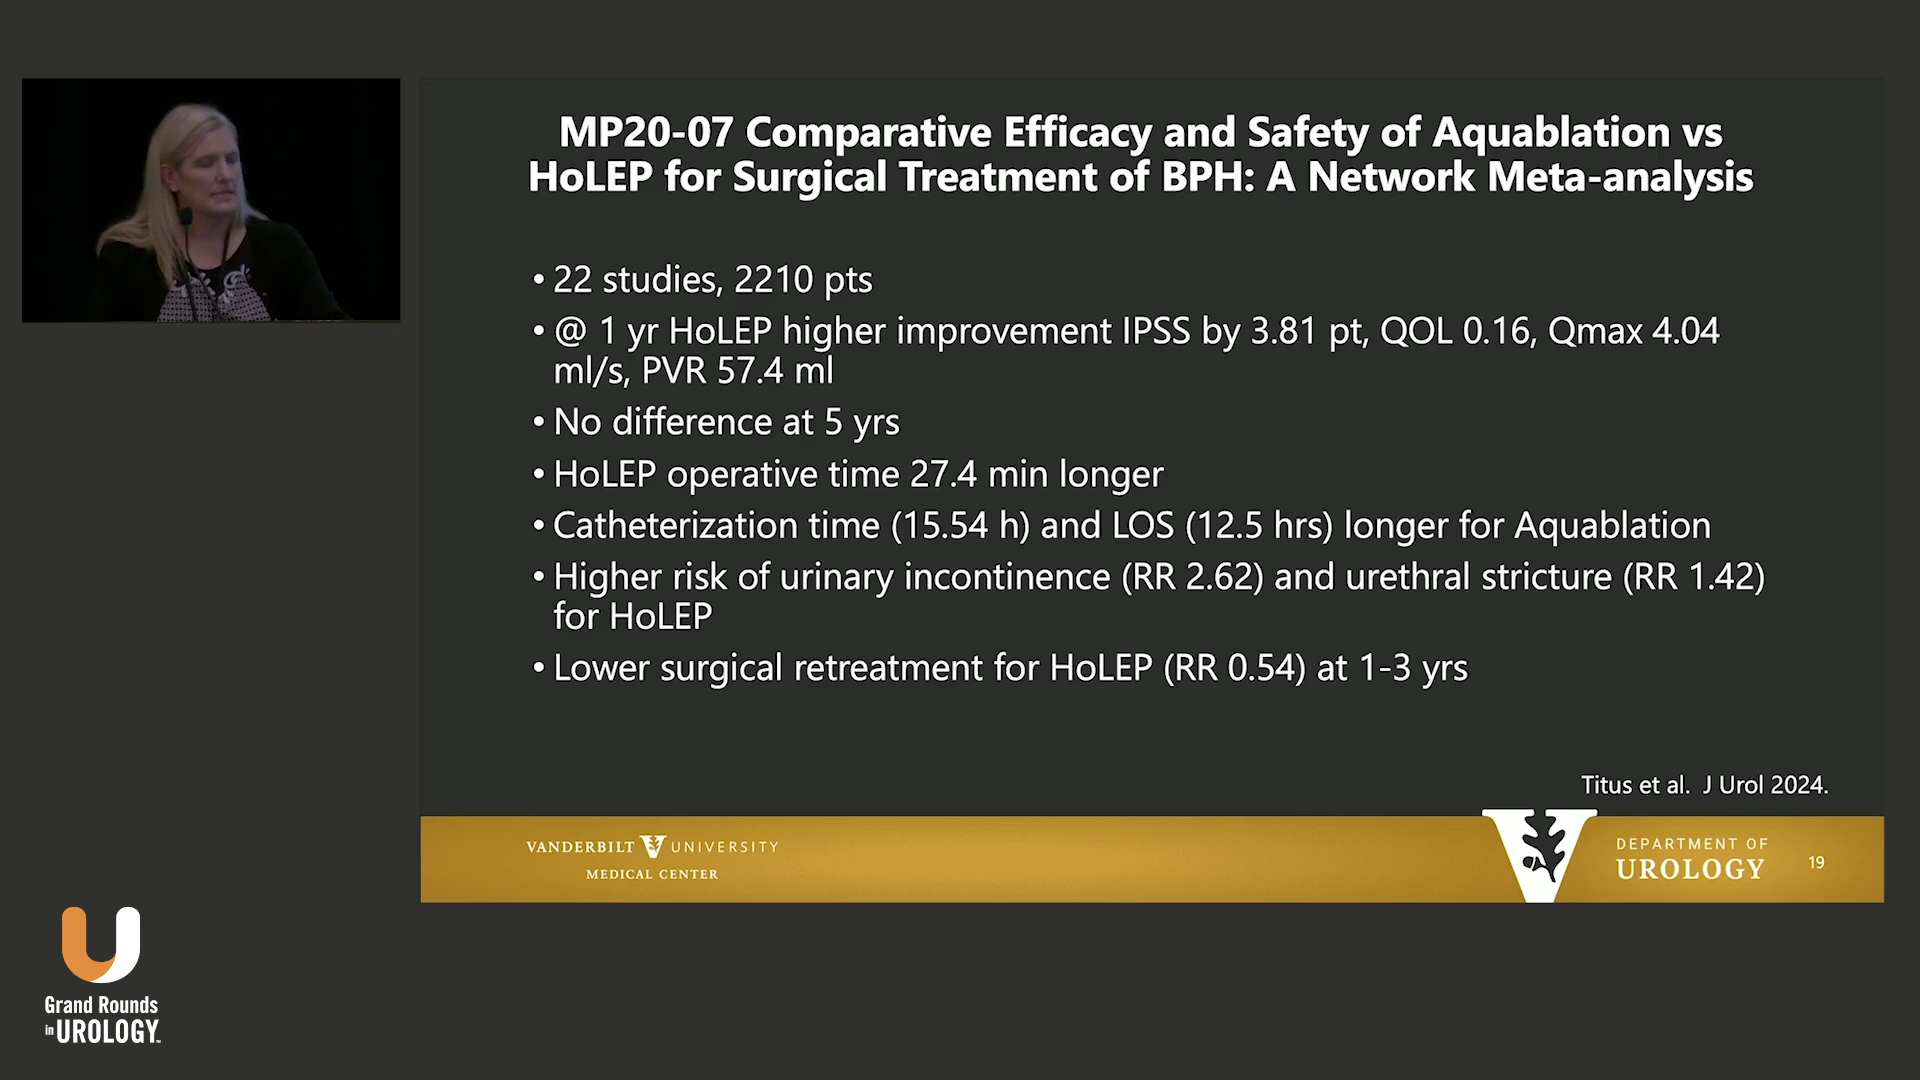 MP20-07 Comparative Efficacy and Safety of Aquablation vs
HoLEP for Surgical Treatment of BPH: A Network Meta-analysis
• 22 studies, 2210 pts
• @ 1 yr HoLEP higher improvement IPSS by 3.81 pt, QOL 0.16, Qmax 4.04
ml/s, PVR 57.4 ml
• No difference at 5 yrs
• HoLEP operative time 27.4 min longer
• Catheterization time (15.54 h) and LOS (12.5 hrs) longer for Aquablation
• Higher risk of urinary incontinence (RR 2.62) and urethral stricture (RR 1.42)
for HoLEP
• Lower surgical retreatment for HoLEP (RR 0.54) at 1-3 yrs
Titus et al. J Urol 2024.
VANDERBILT V UNIVERSITY
MEDICAL CENTER
DEPARTMENT OF
UROLOGY
19
Grand Rounds
in UROLOGY™